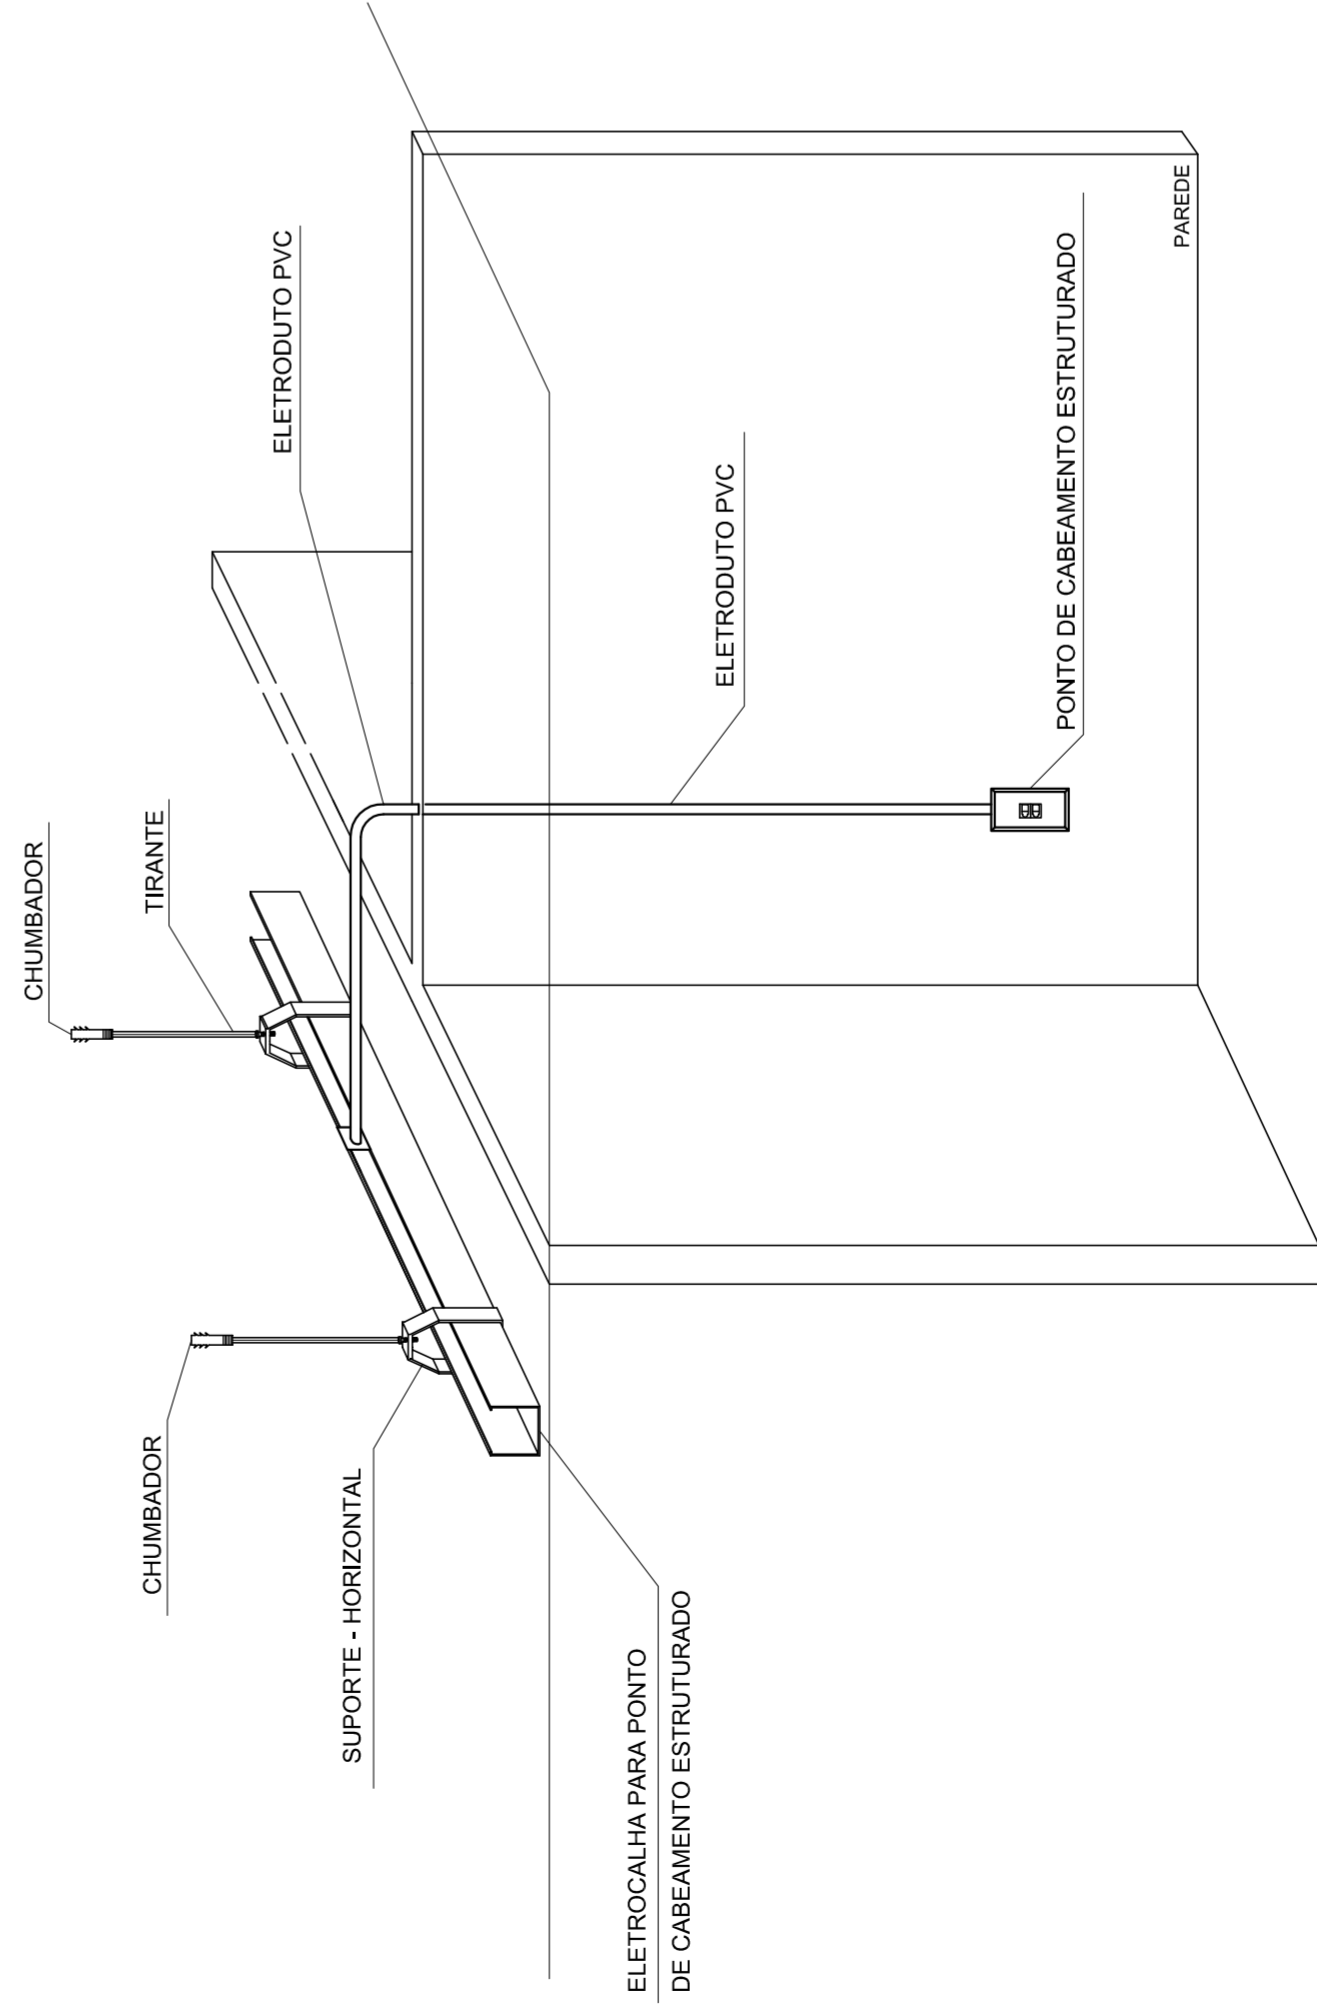 CHUMBADOR
TIRANTE
CHUMBADOR
ELETRODUTO PVC
SUPORTE - HORIZONTAL
ELETROCALHA PARA PONTO
DE CABEAMENTO ESTRUTURADO
ELETRODUTO PVC
PONTO DE CABEAMENTO ESTRUTURADO
PAREDE